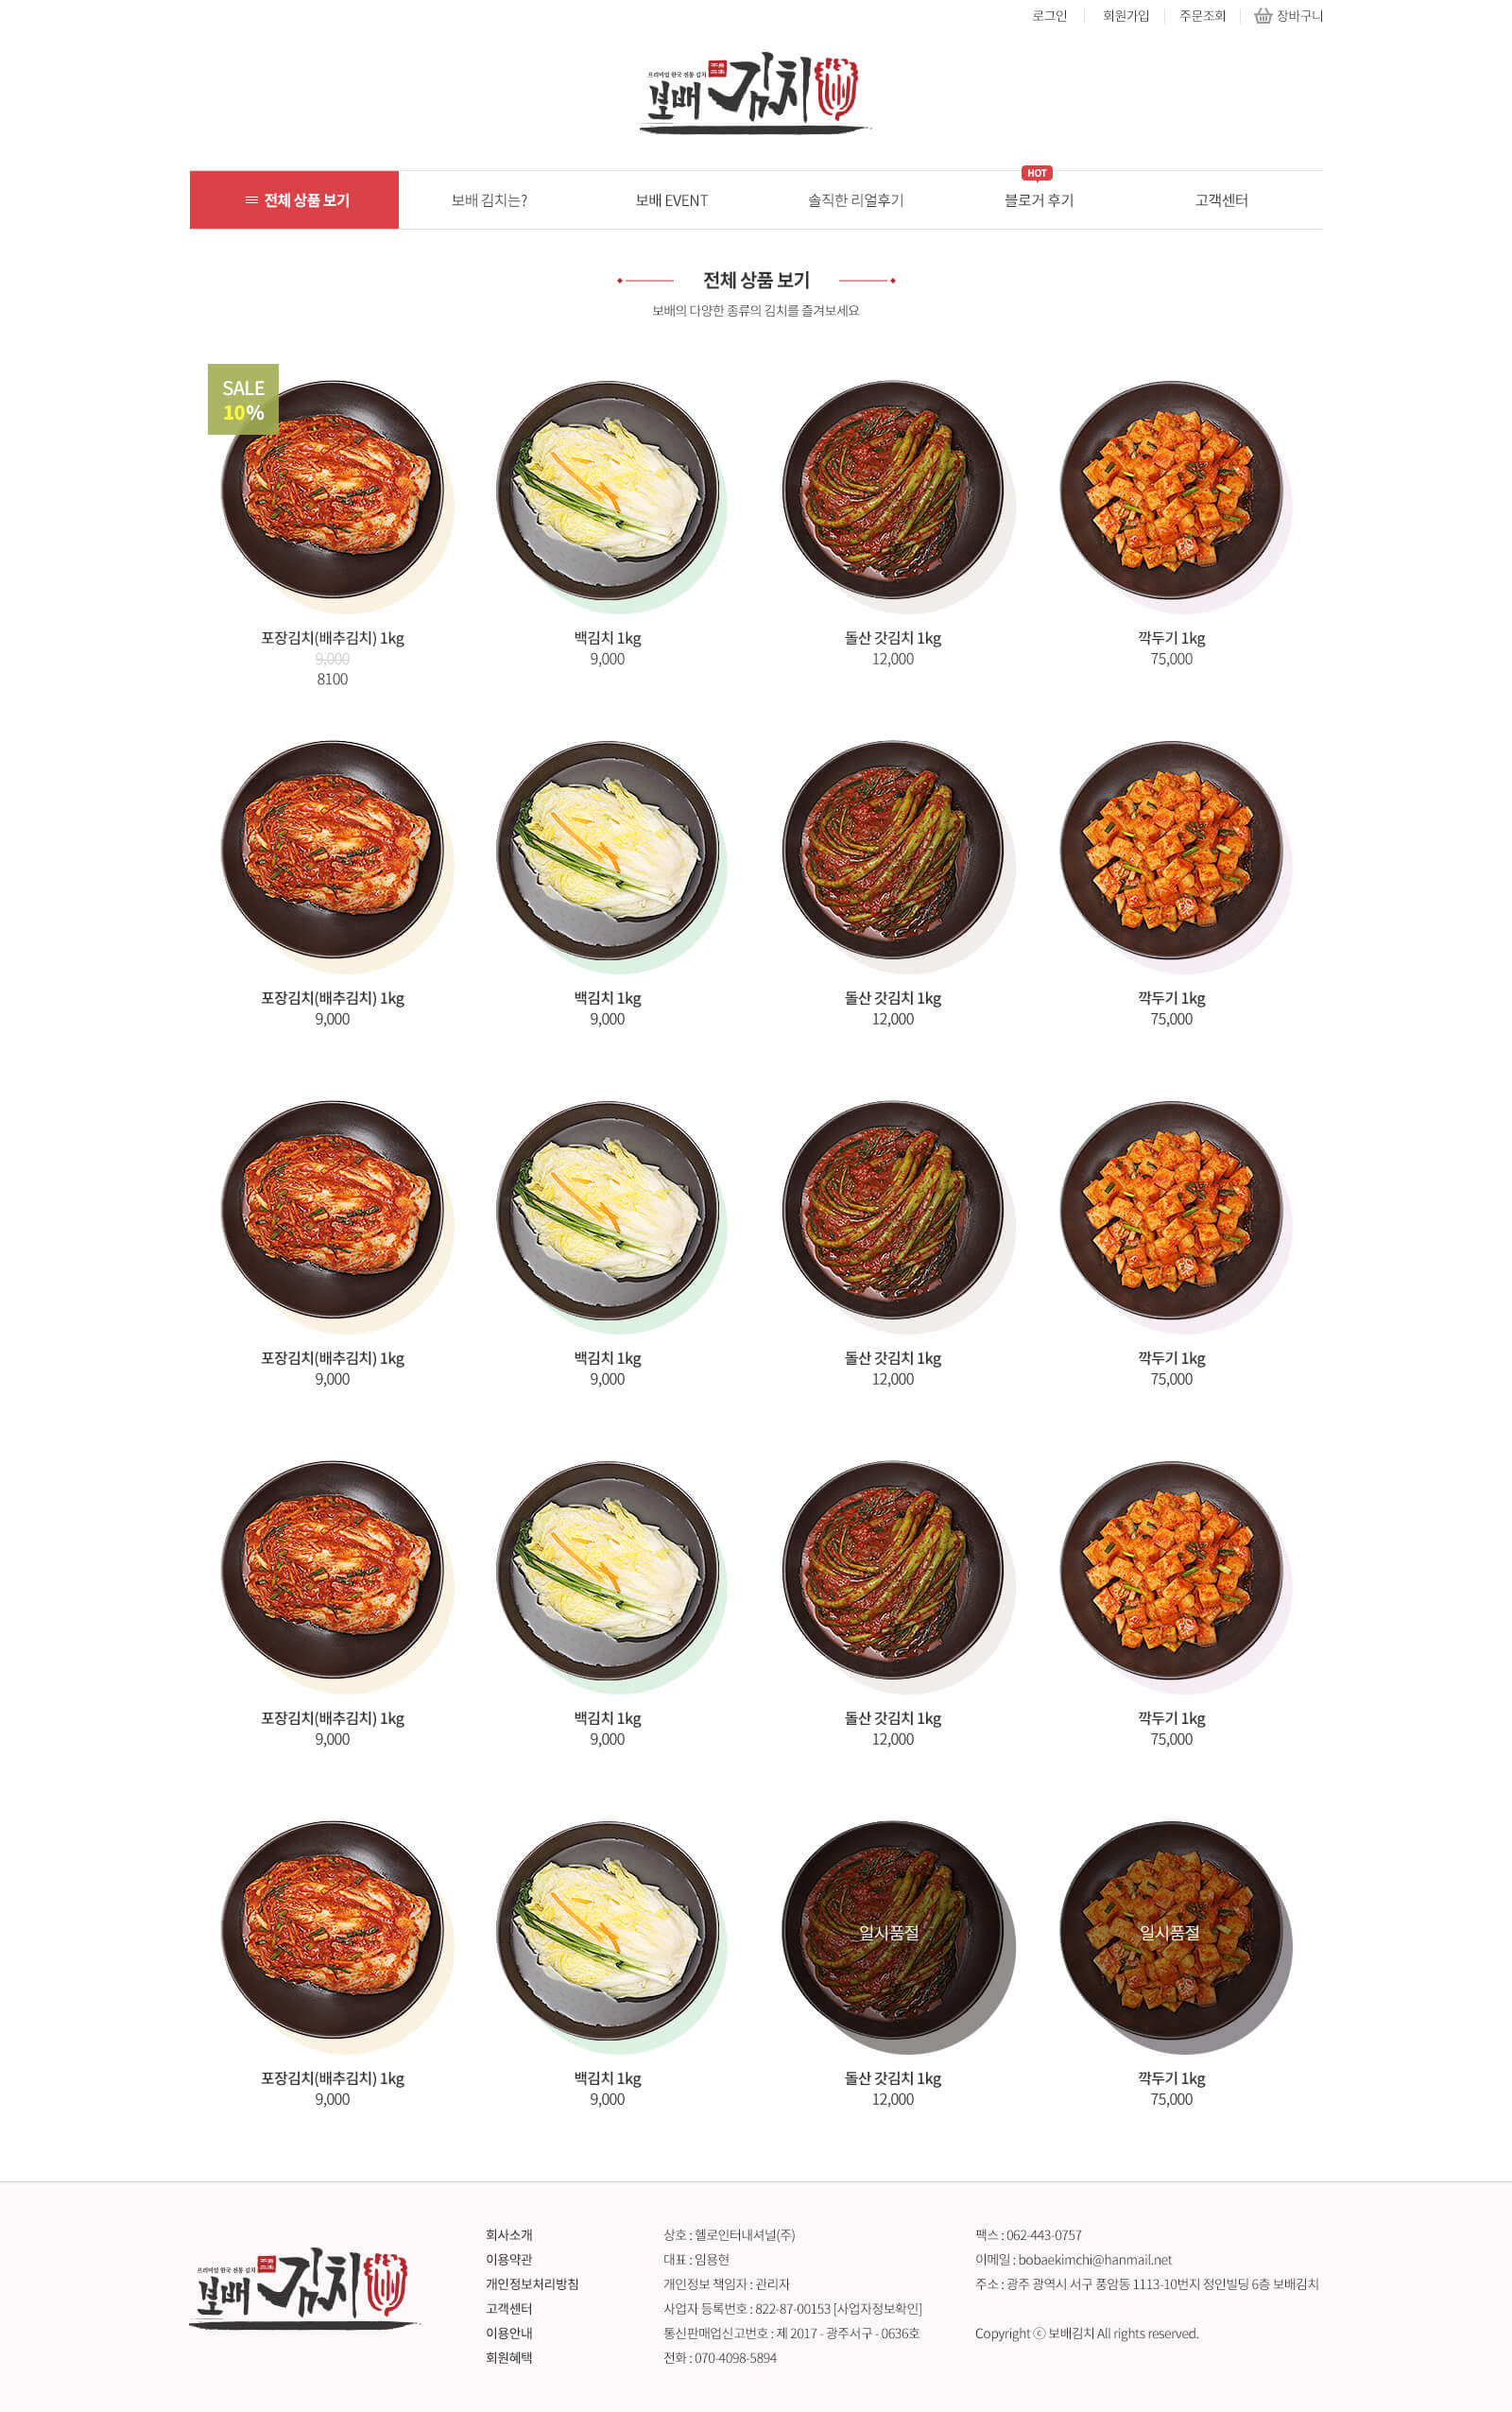 로그인 회원가입 주문조회 장바구니
프리미엄 한국 전통 김치
보배 김치
전체 상품 보기 보배 김치는? 보배 EVENT 솔직한 리얼후기 HOT 블로거 후기 고객센터
전체 상품 보기
보배의 다양한 종류의 김치를 즐겨보세요
SALE
10%
포장김치(배추김치) 1kg 백김치 1kg 돌산 갓김치 1kg 깍두기 1kg
9,000 9,000 12,000 75,000
8100
포장김치(배추김치) 1kg 백김치 1kg 돌산 갓김치 1kg 깍두기 1kg
9,000 9,000 12,000 75,000
포장김치(배추김치) 1kg 백김치 1kg 돌산 갓김치 1kg 깍두기 1kg
9,000 9,000 12,000 75,000
포장김치(배추김치) 1kg 백김치 1kg 돌산 갓김치 1kg 깍두기 1kg
9,000 9,000 12,000 75,000
일시품절 일시품절
포장김치(배추김치) 1kg 백김치 1kg 돌산 갓김치 1kg 깍두기 1kg
9,000 9,000 12,000 75,000
프리미엄 한국 전통 김치
보배 김치
회사소개 상호 : 헬로인터내셔널(주) 팩스 : 062-443-0757
이용약관 대표 : 임용현 이메일 : bobaekimchi@hanmail.net
개인정보처리방침 개인정보 책임자 : 관리자 주소 : 광주 광역시 서구 풍암동 1113-10번지 정인빌딩 6층 보배김치
고객센터 사업자 등록번호 : 822-87-00153 [사업자정보확인]
이용안내 통신판매업신고번호 : 제 2017 - 광주서구 - 0636호 Copyright ⓒ 보배김치 All rights reserved.
회원혜택 전화 : 070-4098-5894